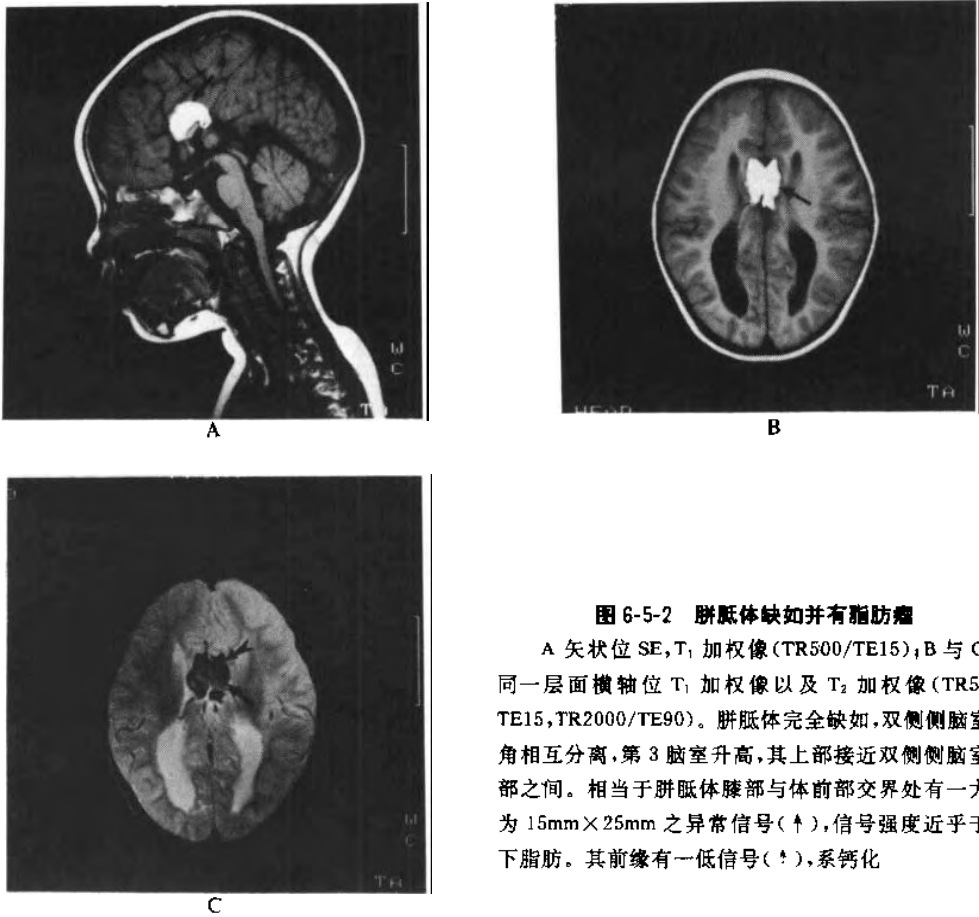 W
C
T
A
W
C
TA
B
W
C
TA
C
图 6-5-2 胼胝体缺如并有脂肪瘤
A 矢状位 SE,T₁ 加权像(TR500/TE15);B 与 C
同一层面横轴位 T₁ 加权像以及 T₂ 加权像(TR5
TE15,TR2000/TE90)。胼胝体完全缺如,双侧侧脑室
角相互分离,第 3 脑室升高,其上部接近双侧侧脑室
部之间。相当于胼胝体膝部与体前部交界处有一大
为 15mm×25mm 之异常信号(↑),信号强度近乎于
下脂肪。其前缘有一低信号(↑),系钙化